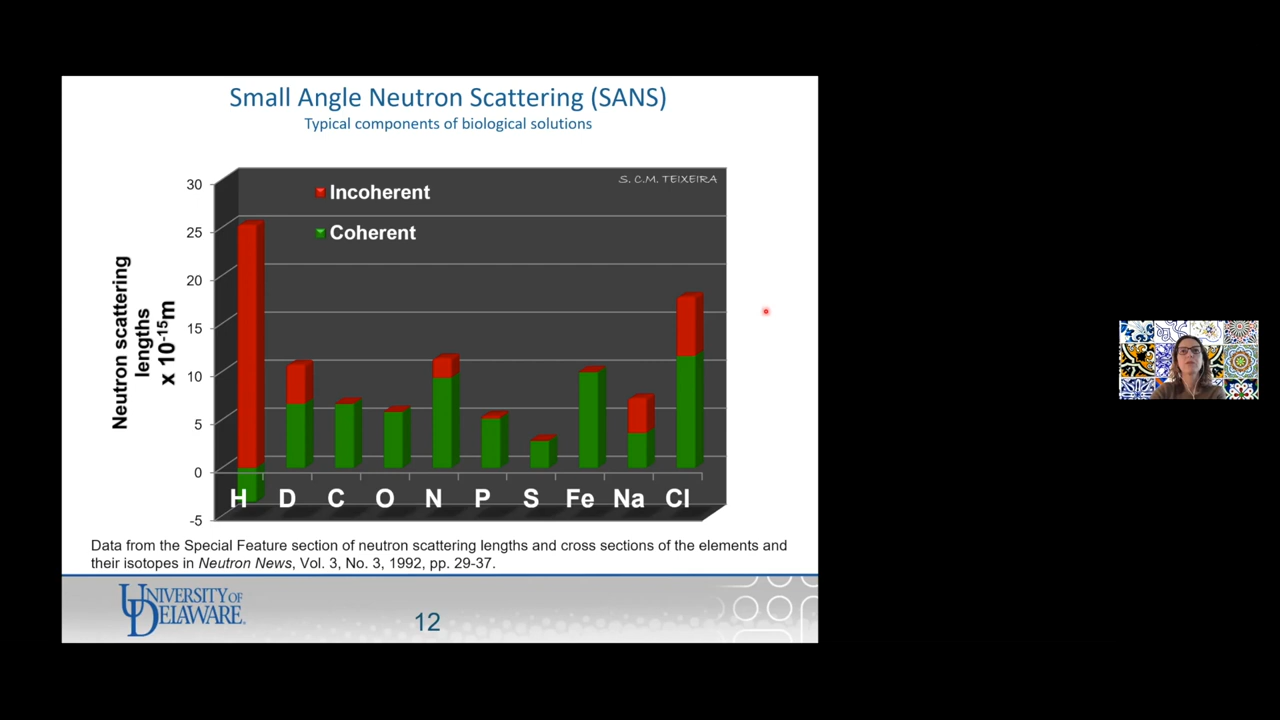 Small Angle Neutron Scattering (SANS)
Typical components of biological solutions
S. C.M. TEIXEIRA
Incoherent
Coherent
Neutron scattering
lengths
x 10⁻¹⁵m
30
25
20
15
10
5
0
-5
H D C O N P S Fe Na Cl
Data from the Special Feature section of neutron scattering lengths and cross sections of the elements and
their isotopes in Neutron News, Vol. 3, No. 3, 1992, pp. 29-37.
UNIVERSITY OF
DELAWARE
12